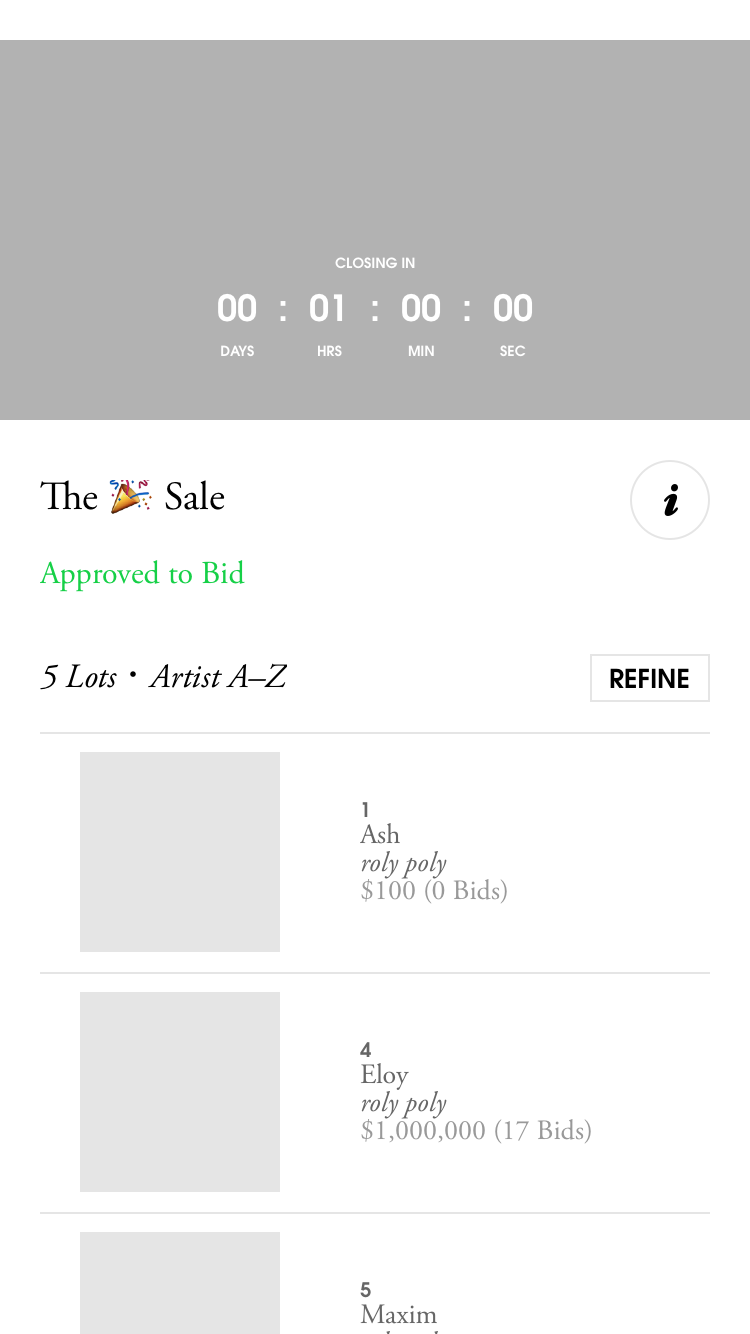 CLOSING IN
00 : 01 : 00 : 00
DAYS HRS MIN SEC
The 🎉 Sale
i
Approved to Bid
5 Lots • Artist A–Z
REFINE
1
Ash
roly poly
$100 (0 Bids)
4
Eloy
roly poly
$1,000,000 (17 Bids)
5
Maxim